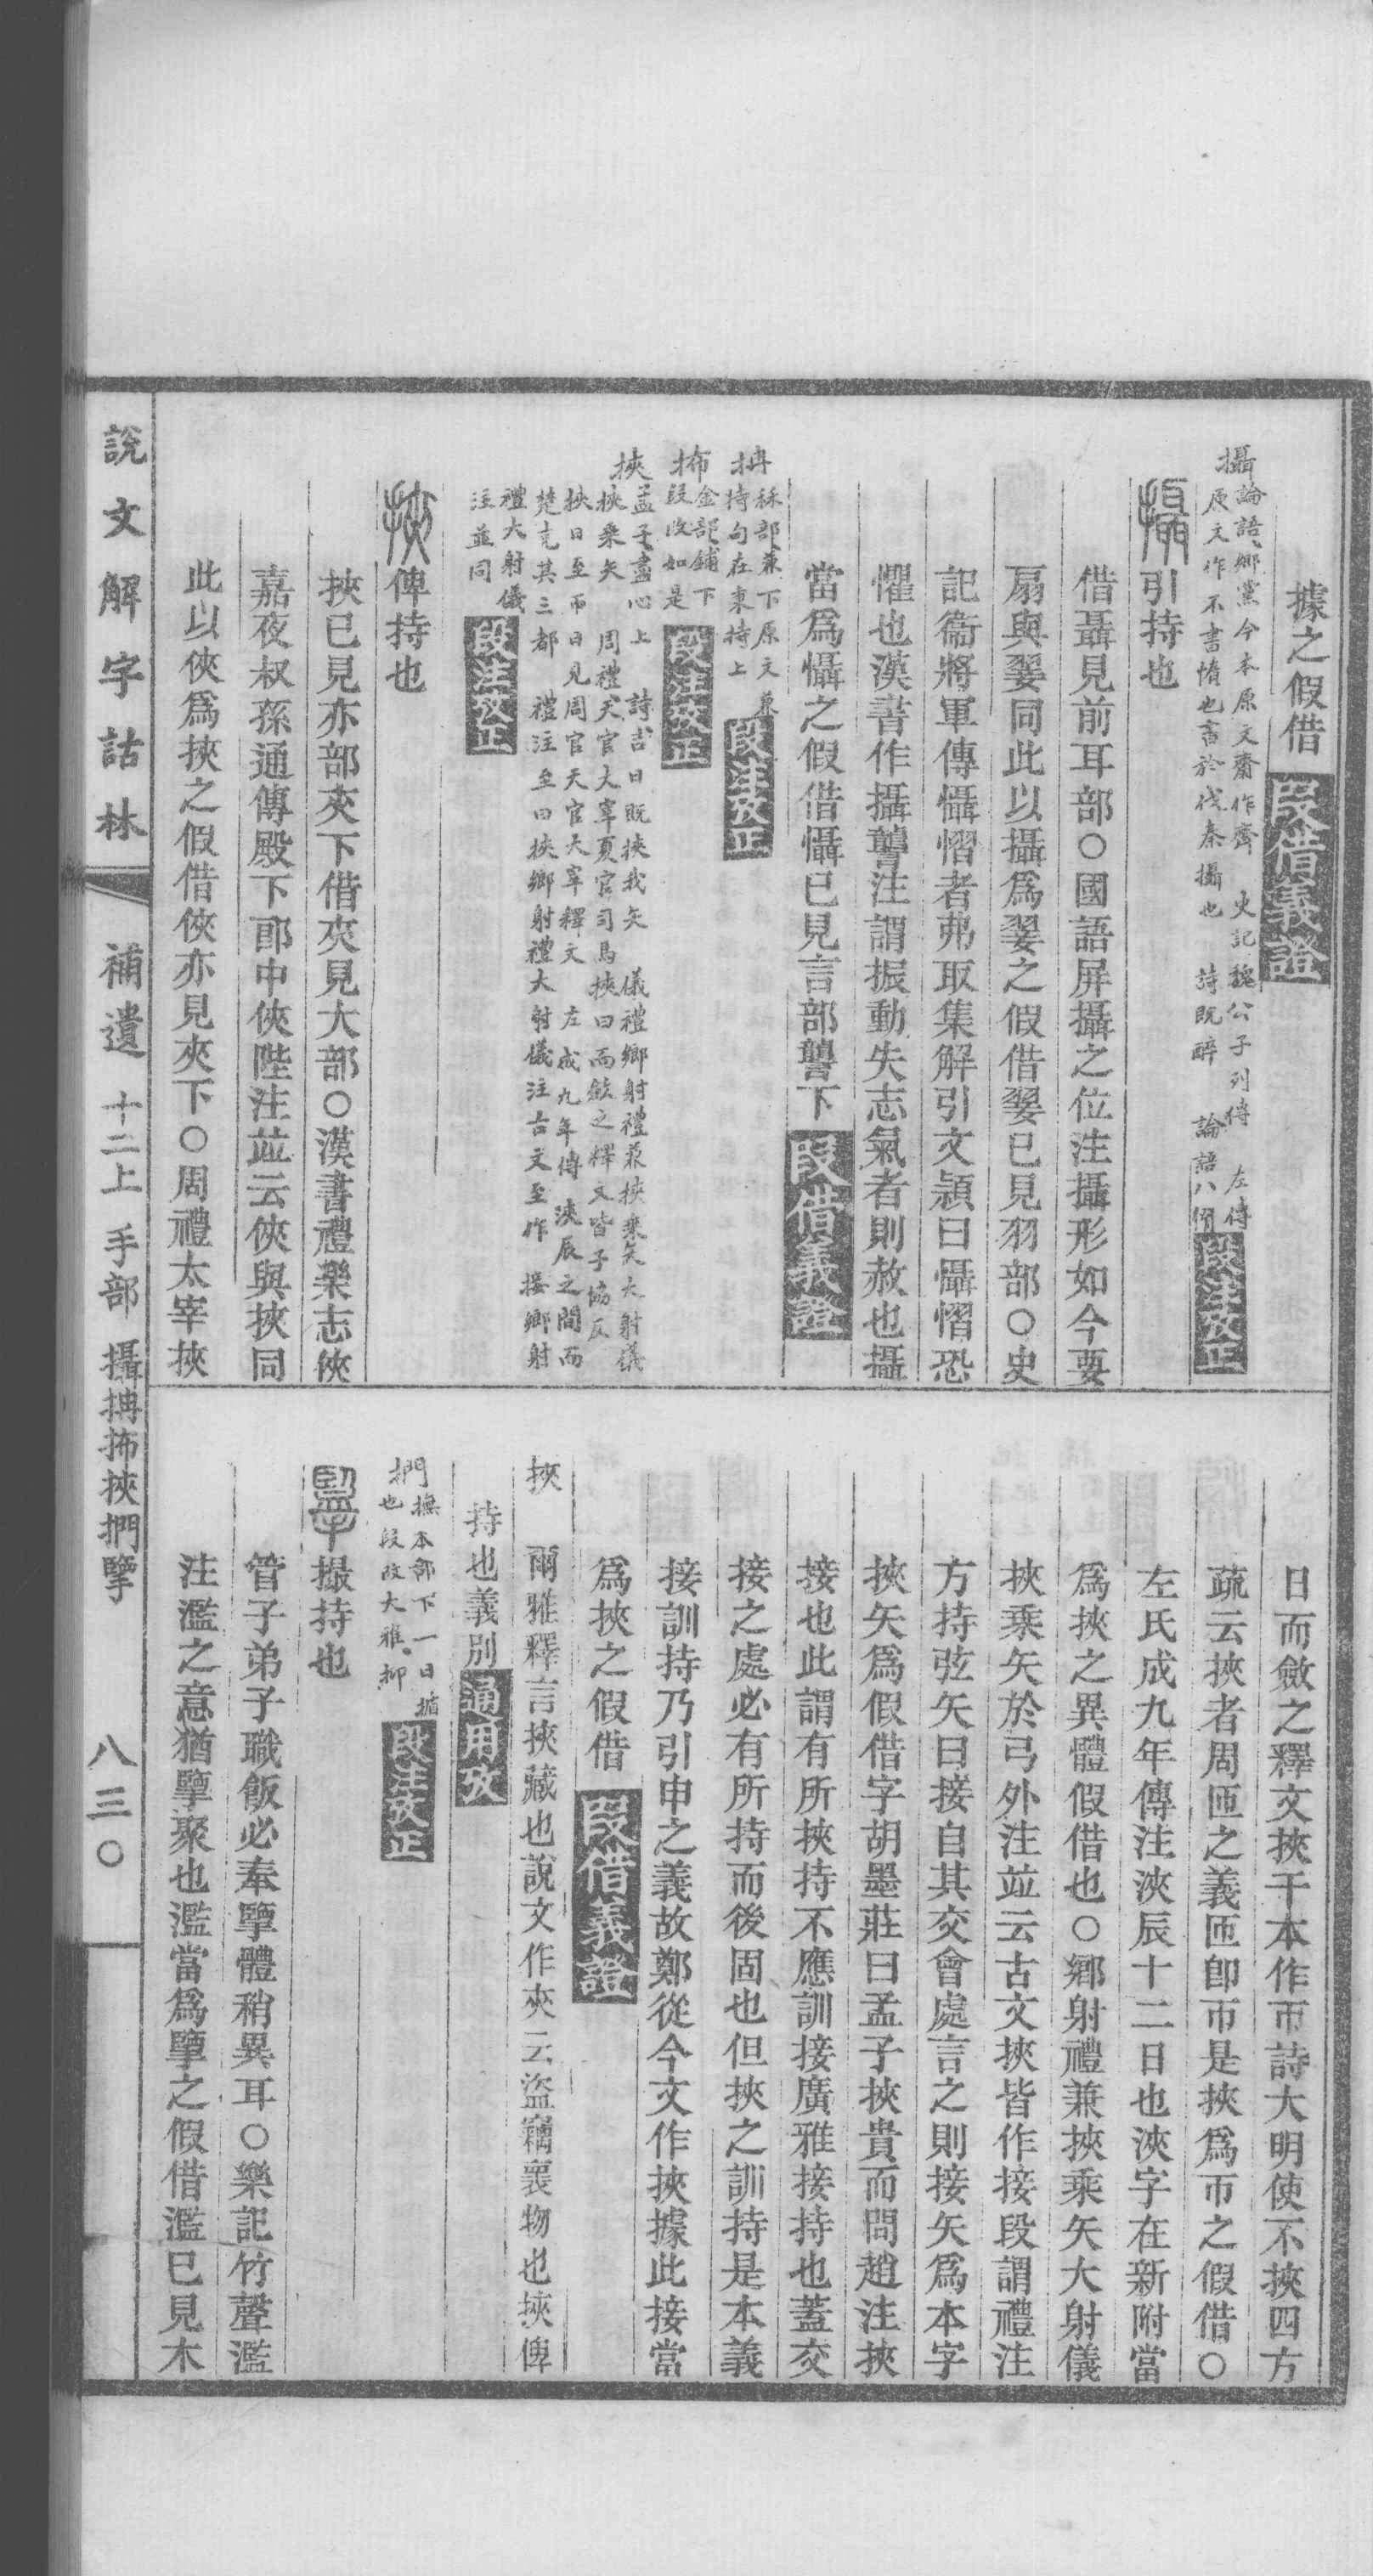 據之假借 叚借義證
攝論語鄉黨今本原文齋作齊 史記魏公子列傳 左傳
原文作不書惰也書於伐秦攝也 詩既醉 論語八佾 段注攷正
攝 引持也
借聶見前耳部○國語屏攝之位注攝形如今要
扇與翣同此以攝爲翣之假借翣已見羽部○史
記衞將軍傳懾慴者弗取集解引文潁曰懾慴恐
懼也漢書作攝讋注謂振動失志氣者則赦也攝
當爲懾之假借懾已見言部讋下 叚借義證
抩 秝部兼下原文兼
持句在秉持上 段注攷正
抪 金部鋪下
段改如是 段注攷正
挾 孟子盡心上 詩吉日既挾我矢 儀禮鄉射禮兼挾乘矢大射儀
挾乘矢 周禮天官大宰夏官司馬挾日而斂之釋文皆子協反
挾日至帀日見周官天官大宰釋文 左成九年傳 浹辰之間而
楚克其三都 禮注至曰挾鄉射禮大射儀注古文至作 接鄉射
禮大射儀
注並同 段注攷正
挾 俾持也
挾已見亦部夾下借夾見大部○漢書禮樂志俠
嘉夜叔孫通傳殿下郎中俠陛注竝云俠與挾同
此以俠爲挾之假借俠亦見夾下○周禮太宰挾
日而斂之釋文挾干本作帀詩大明使不挾四方
疏云挾者周匝之義匝卽帀是挾爲帀之假借○
左氏成九年傳注浹辰十二日也浹字在新附當
爲挾之異體假借也○鄉射禮兼挾乘矢大射儀
挾乘矢於弓外注竝云古文挾皆作接段謂禮注
方持弦矢曰接自其交會處言之則接矢爲本字
挾矢爲假借字胡墨莊曰孟子挾貴而問趙注挾
接也此謂有所挾持不應訓接廣雅接持也蓋交
接之處必有所持而後固也但挾之訓持是本義
接訓持乃引申之義故鄭從今文作挾據此接當
爲挾之假借 叚借義證
挾 爾雅釋言挾藏也說文作夾云盜竊褱物也挾俾
持也義別 通用攷
捫 撫本部下一曰揗
也段改大雅抑 段注攷正
擥 撮持也
管子弟子職飯必奉擥體稍異耳○樂記竹聲濫
注濫之意猶擥聚也濫當爲擥之假借濫已見木
說文解字詁林 補遺 十二上 手部 攝抩抪挾捫擥 八三〇